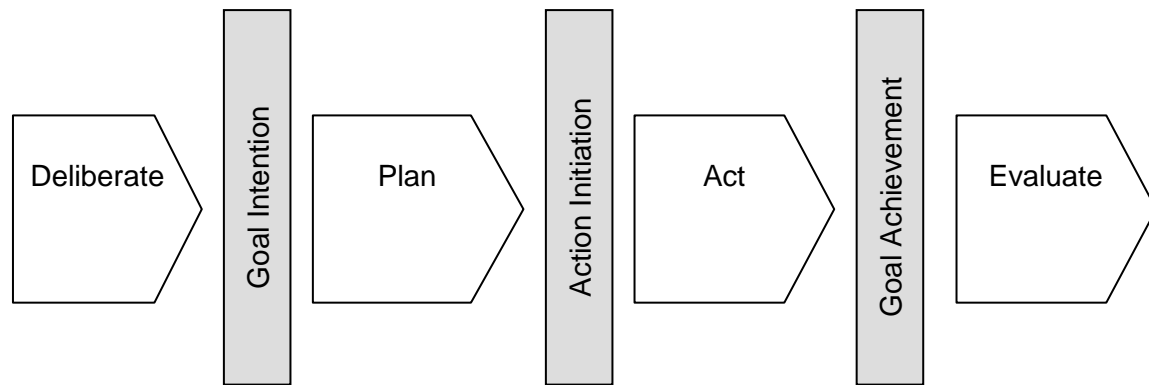 Deliberate
Goal Intention
Plan
Action Initiation
Act
Goal Achievement
Evaluate